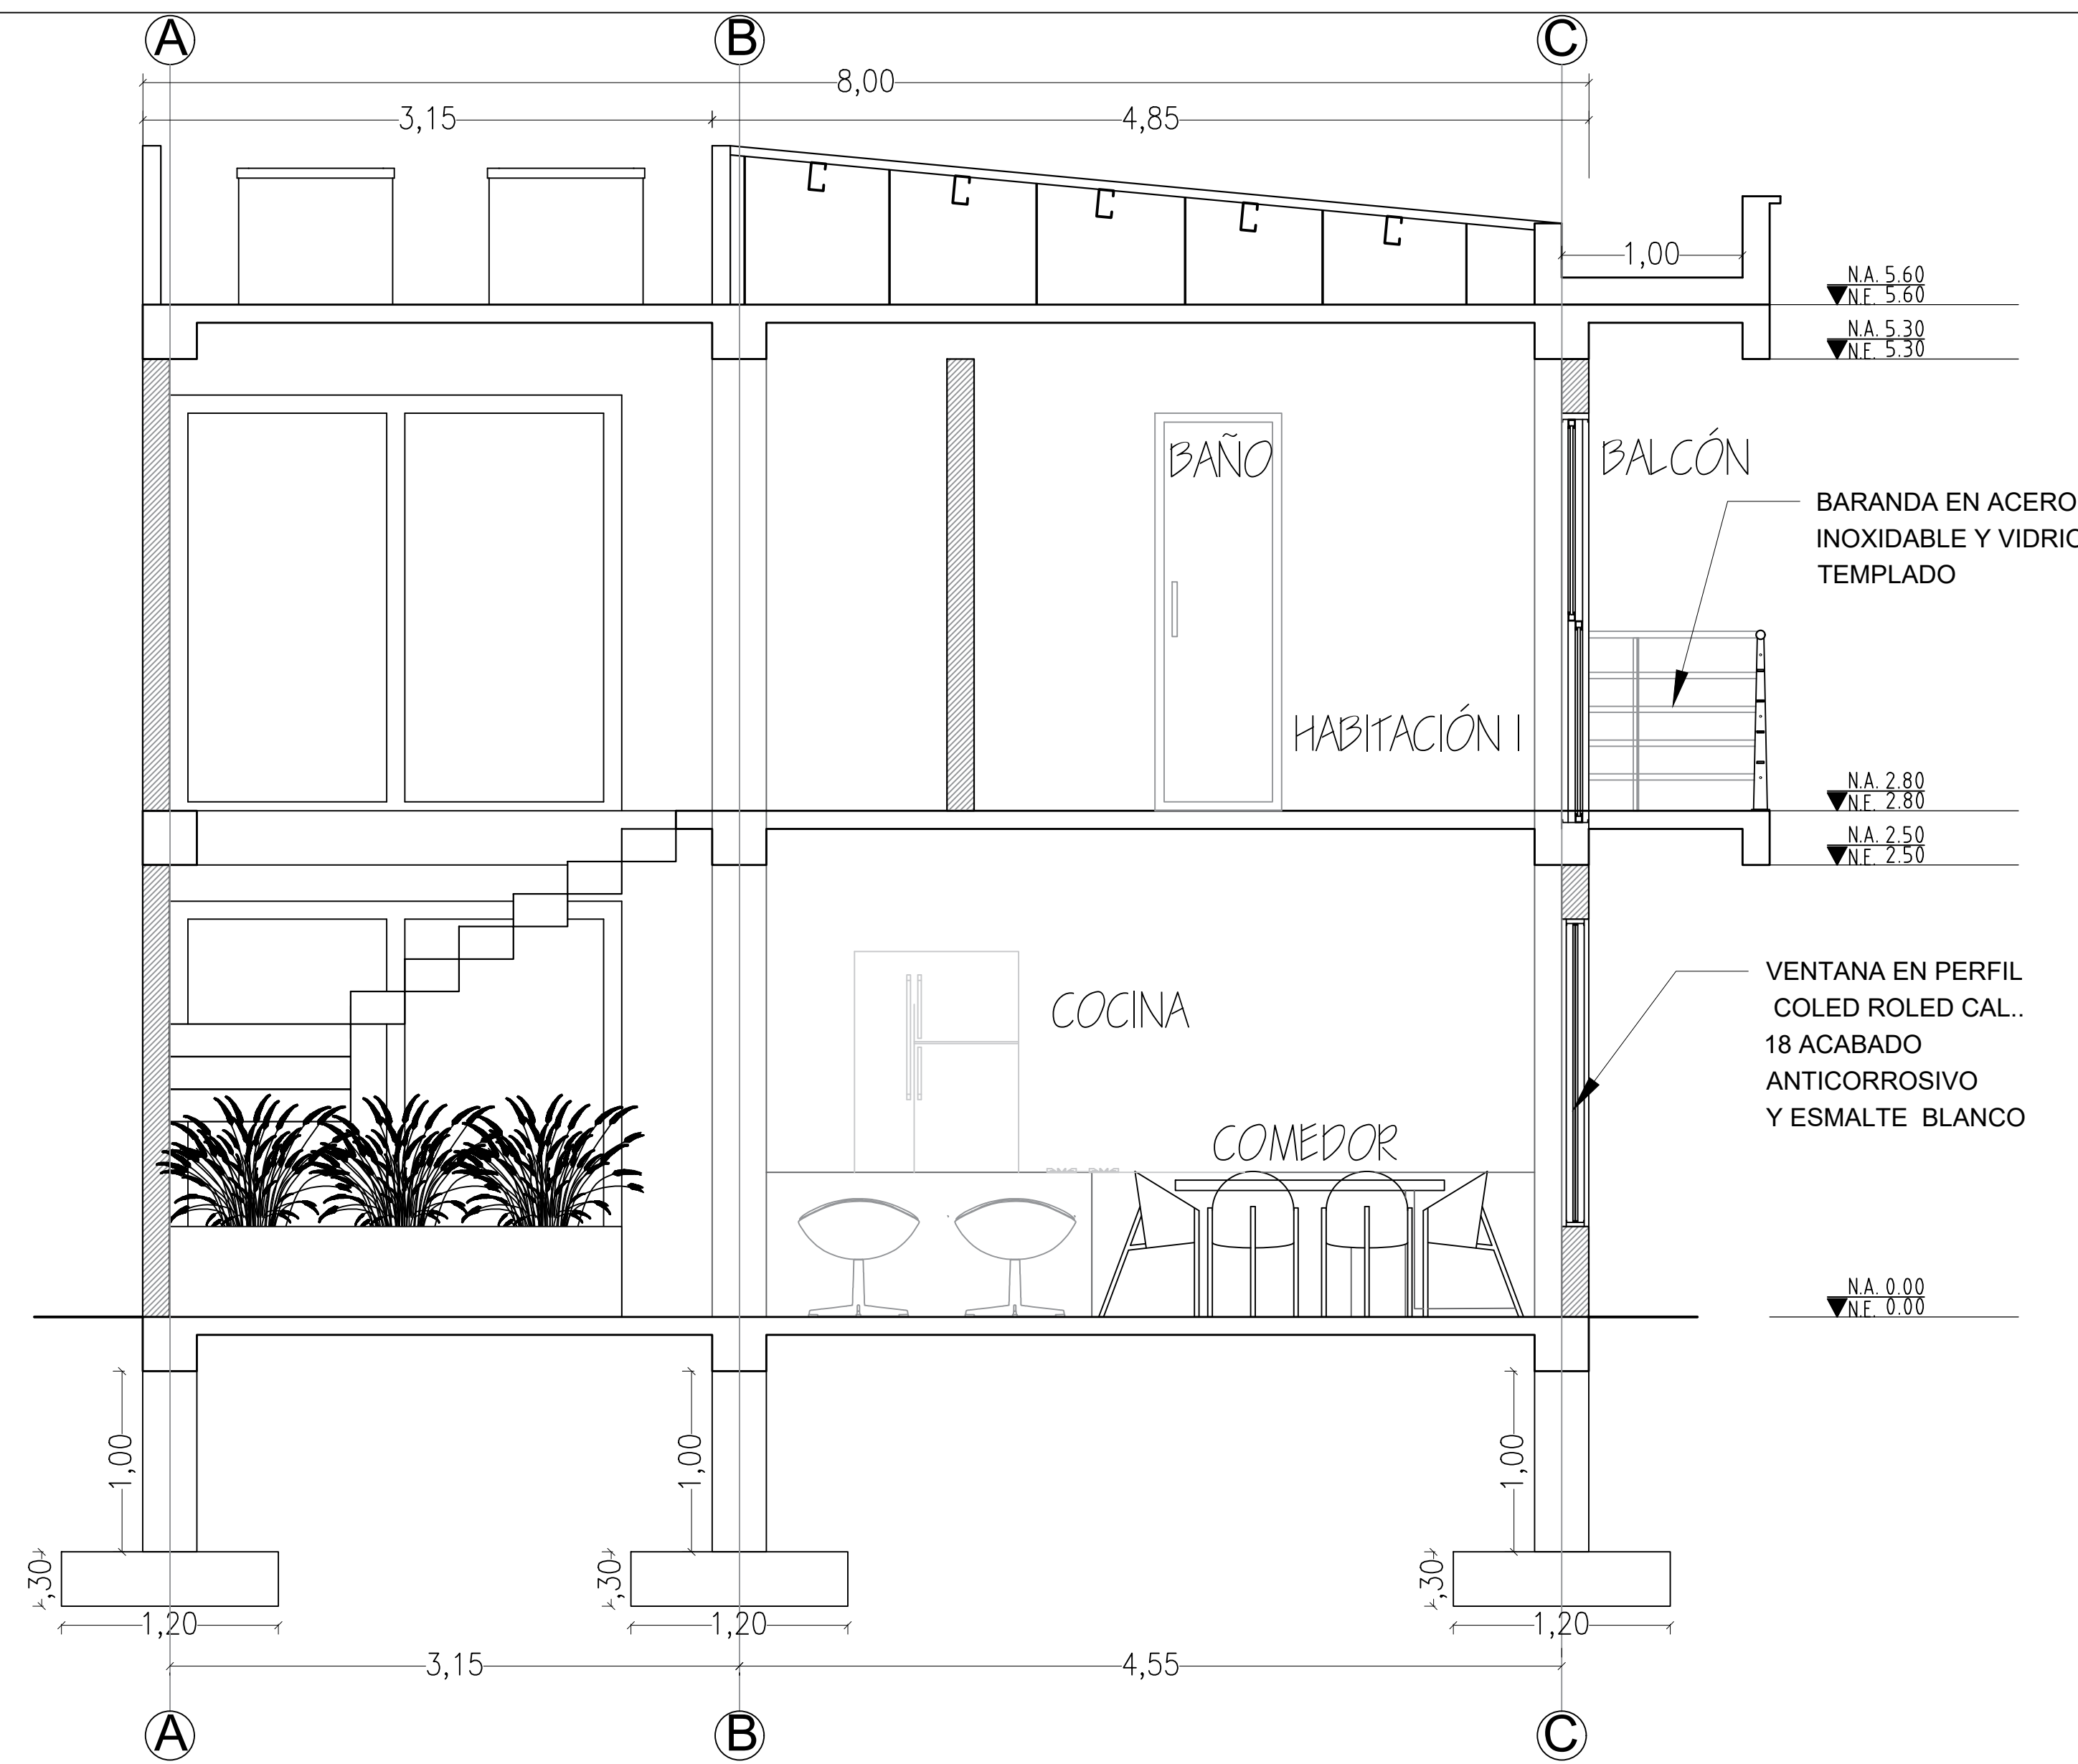 A B C
8,00
3,15 4,85
1,00
N.A. 5.60
N.E. 5.60
N.A. 5.30
N.E. 5.30
BAÑO
BALCÓN
BARANDA EN ACERO
INOXIDABLE Y VIDRIO
TEMPLADO
HABITACIÓN I
N.A. 2.80
N.E. 2.80
N.A. 2.50
N.E. 2.50
VENTANA EN PERFIL
COLED ROLED CAL..
18 ACABADO
ANTICORROSIVO
Y ESMALTE BLANCO
COCINA
COMEDOR
N.A. 0.00
N.E. 0.00
1,00 1,00 1,00
,30 ,30 ,30
1,20 1,20 1,20
3,15 4,55
A B C